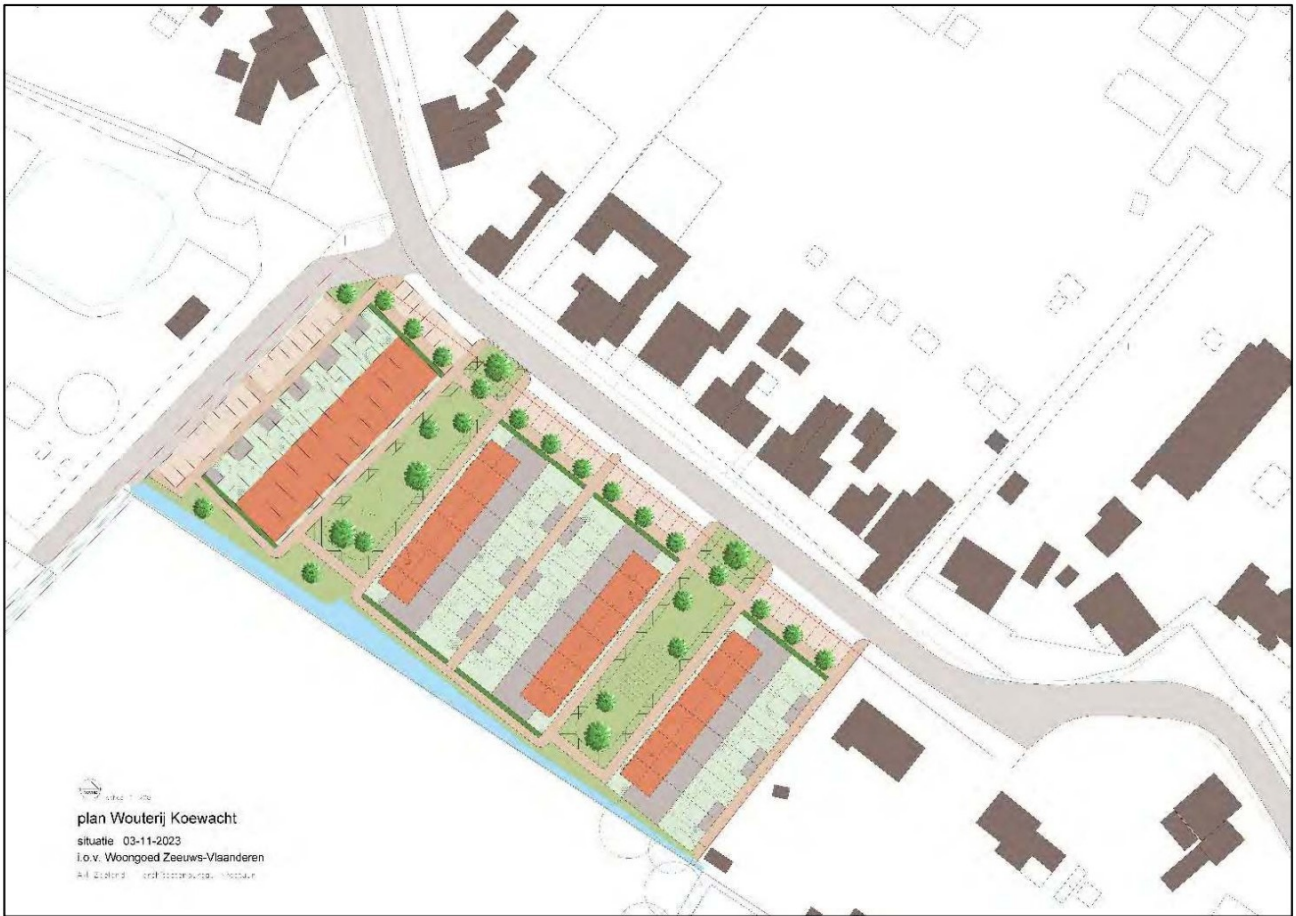 plan Wouterij Koewacht
situatie 03-11-2023
i.o.v. Woongoed Zeeuws-Vlaanderen